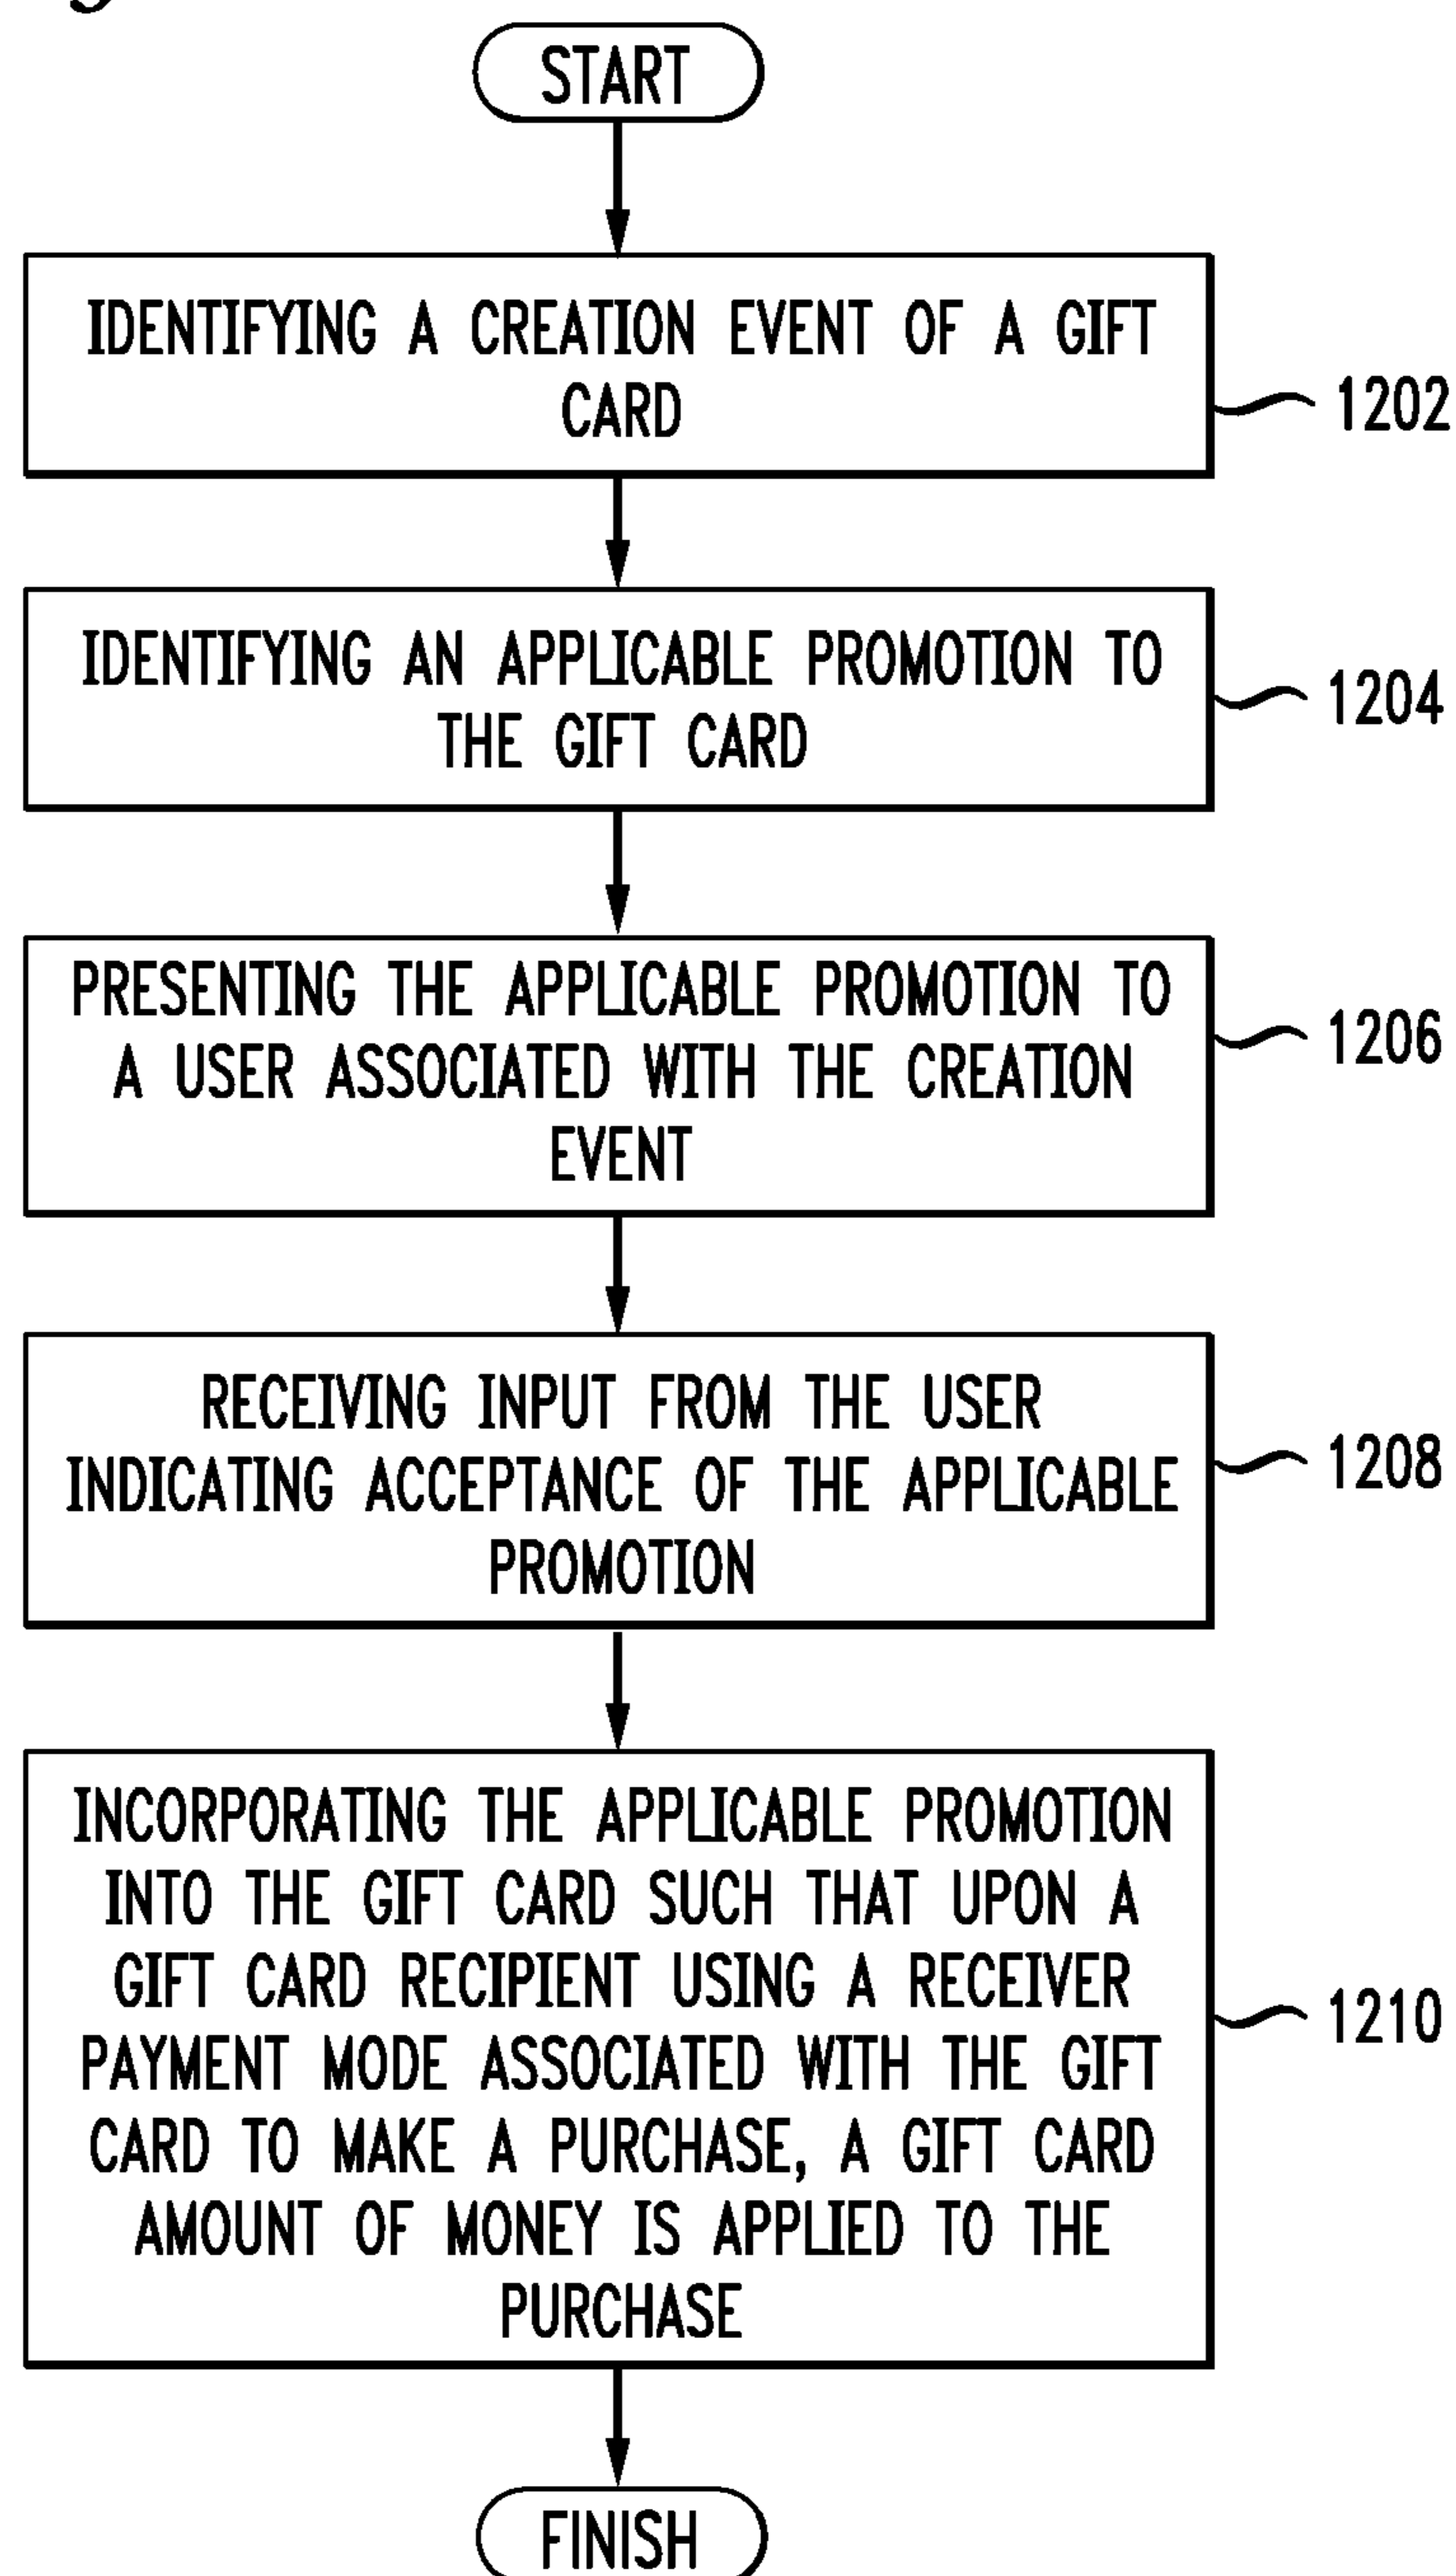 START
IDENTIFYING A CREATION EVENT OF A GIFT
CARD
1202
IDENTIFYING AN APPLICABLE PROMOTION TO
THE GIFT CARD
1204
PRESENTING THE APPLICABLE PROMOTION TO
A USER ASSOCIATED WITH THE CREATION
EVENT
1206
RECEIVING INPUT FROM THE USER
INDICATING ACCEPTANCE OF THE APPLICABLE
PROMOTION
1208
INCORPORATING THE APPLICABLE PROMOTION
INTO THE GIFT CARD SUCH THAT UPON A
GIFT CARD RECIPIENT USING A RECEIVER
PAYMENT MODE ASSOCIATED WITH THE GIFT
CARD TO MAKE A PURCHASE, A GIFT CARD
AMOUNT OF MONEY IS APPLIED TO THE
PURCHASE
1210
FINISH